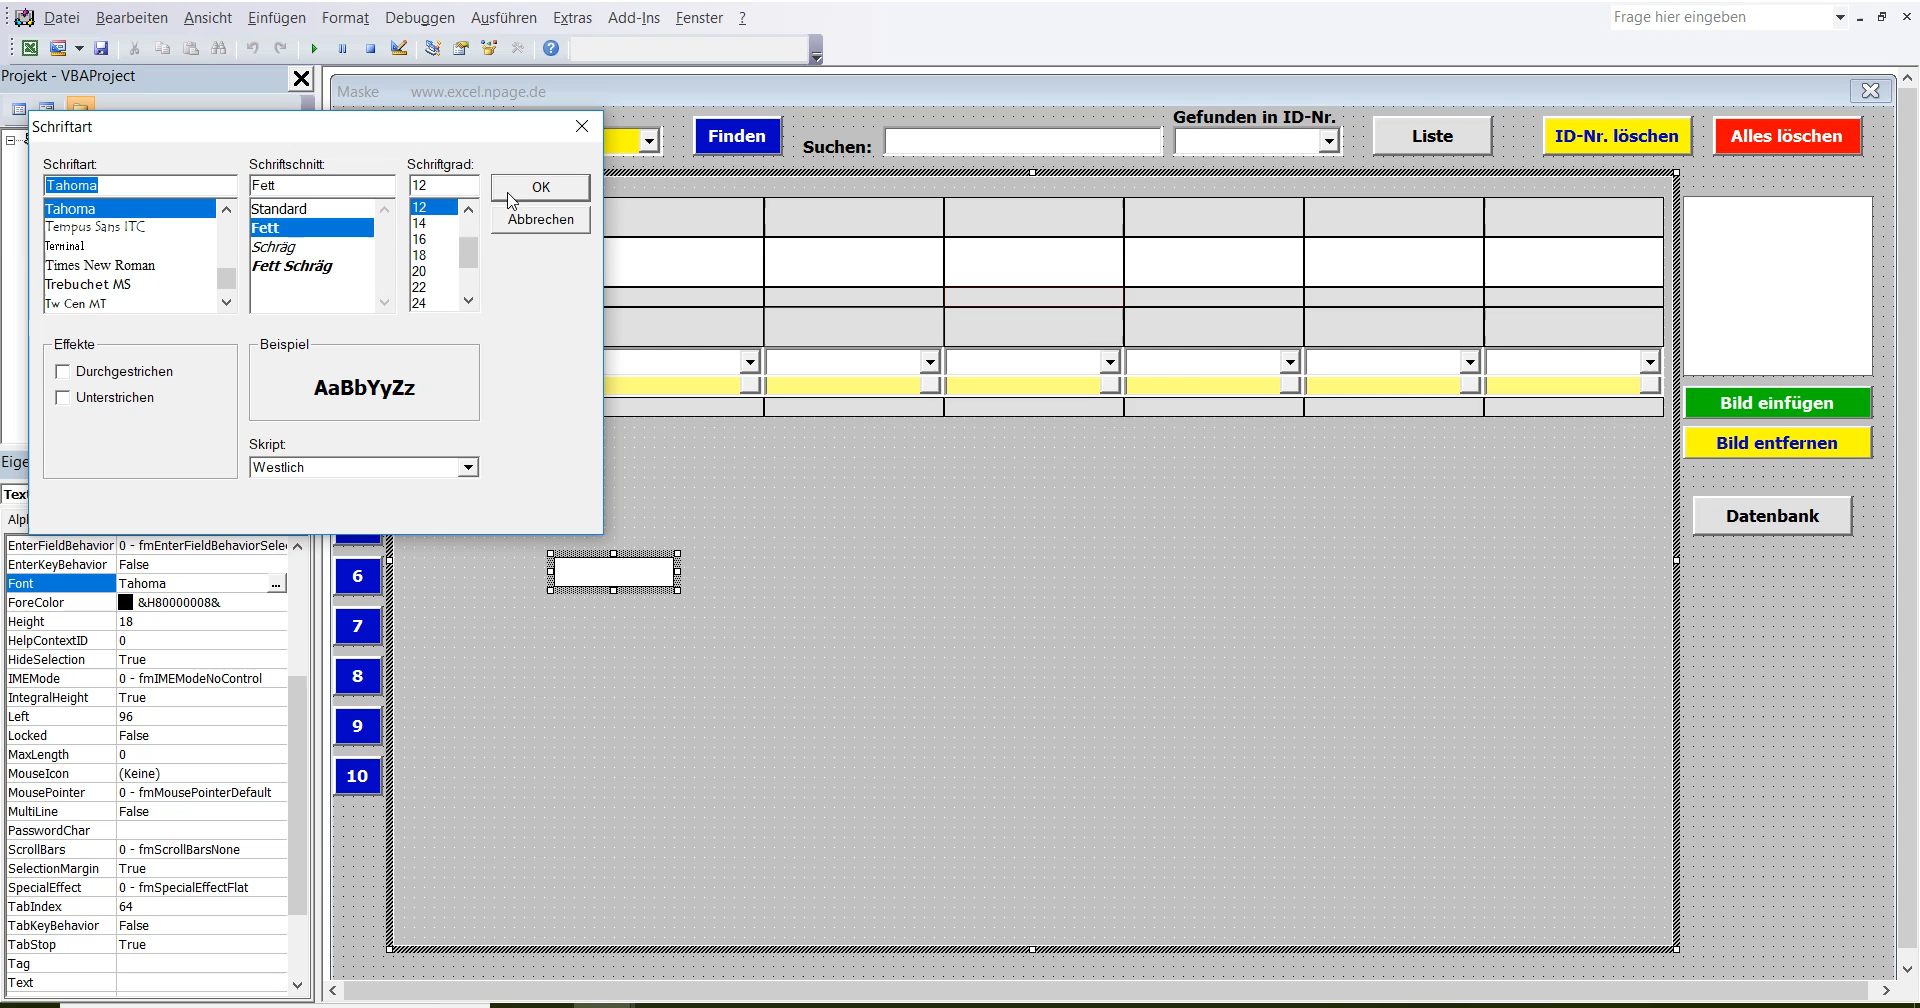 Datei Bearbeiten Ansicht Einfügen Format Debuggen Ausführen Extras Add-Ins Fenster ? Frage hier eingeben
Projekt - VBAProject
Maske www.excel.npage.de
Schriftart
Schriftart: Schriftschnitt: Schriftgrad:
Tahoma Fett 12 OK
Abbrechen
Tahoma
Tempus Sans ITC
Terminal
Times New Roman
Trebuchet MS
Tw Cen MT
Standard
Fett
Schräg
Fett Schräg
12
14
16
18
20
22
24
Effekte
Durchgestrichen
Unterstrichen
Beispiel
AaBbYyZz
Skript:
Westlich
Finden
Suchen:
Gefunden in ID-Nr.
Liste
ID-Nr. löschen
Alles löschen
Bild einfügen
Bild entfernen
Datenbank
6
7
8
9
10
Eige
Text
Alph
EnterFieldBehavior 0 - fmEnterFieldBehaviorSele
EnterKeyBehavior False
Font Tahoma ...
ForeColor &H80000008&
Height 18
HelpContextID 0
HideSelection True
IMEMode 0 - fmIMEModeNoControl
IntegralHeight True
Left 96
Locked False
MaxLength 0
MouseIcon (Keine)
MousePointer 0 - fmMousePointerDefault
MultiLine False
PasswordChar
ScrollBars 0 - fmScrollBarsNone
SelectionMargin True
SpecialEffect 0 - fmSpecialEffectFlat
TabIndex 64
TabKeyBehavior False
TabStop True
Tag
Text